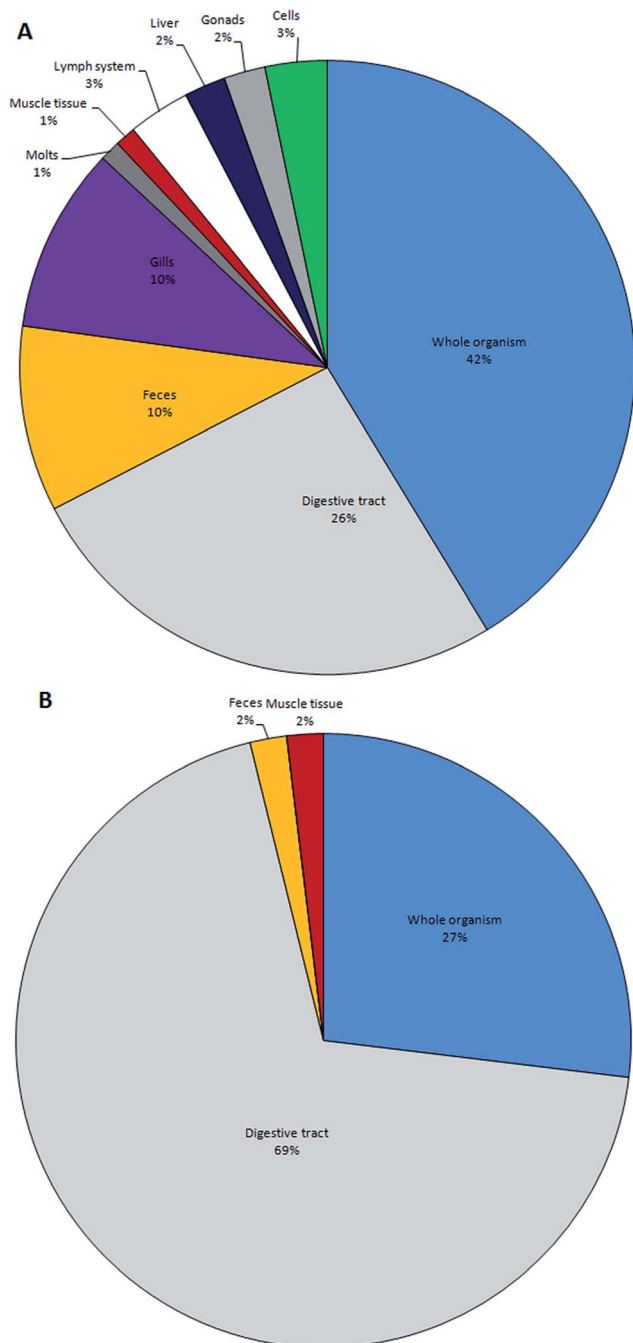 A
Liver
2%
Gonads
2%
Cells
3%
Lymph system
3%
Muscle tissue
1%
Molts
1%
Gills
10%
Whole organism
42%
Feces
10%
Digestive tract
26%
B
Feces
2%
Muscle tissue
2%
Whole organism
27%
Digestive tract
69%